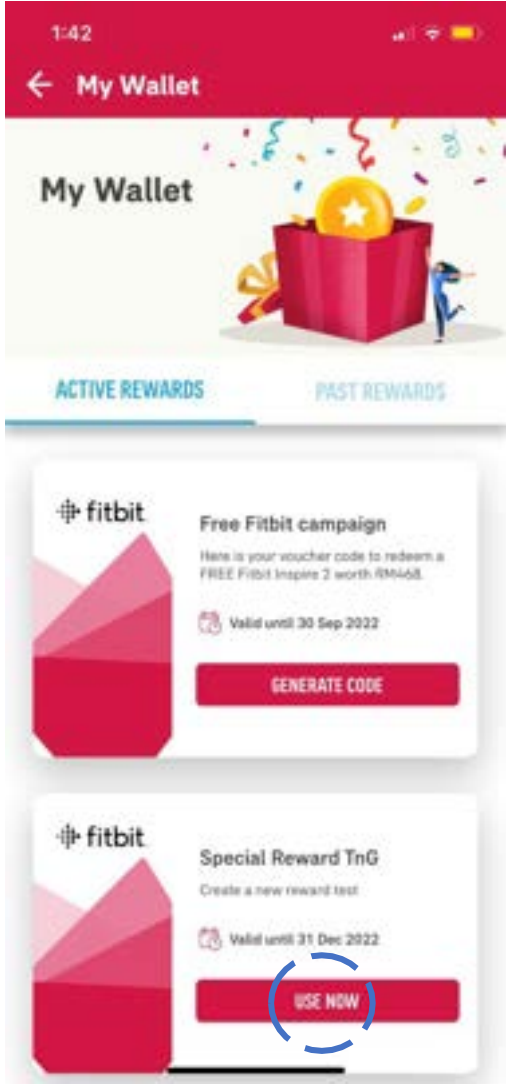 1:42
My Wallet
My Wallet
ACTIVE REWARDS
PAST REWARDS
fitbit
Free Fitbit campaign
Here is your voucher code to redeem a
FREE Fitbit Inspire 2 worth RM468.
Valid until 30 Sep 2022
GENERATE CODE
fitbit
Special Reward TnG
Create a new reward test
Valid until 31 Dec 2022
USE NOW